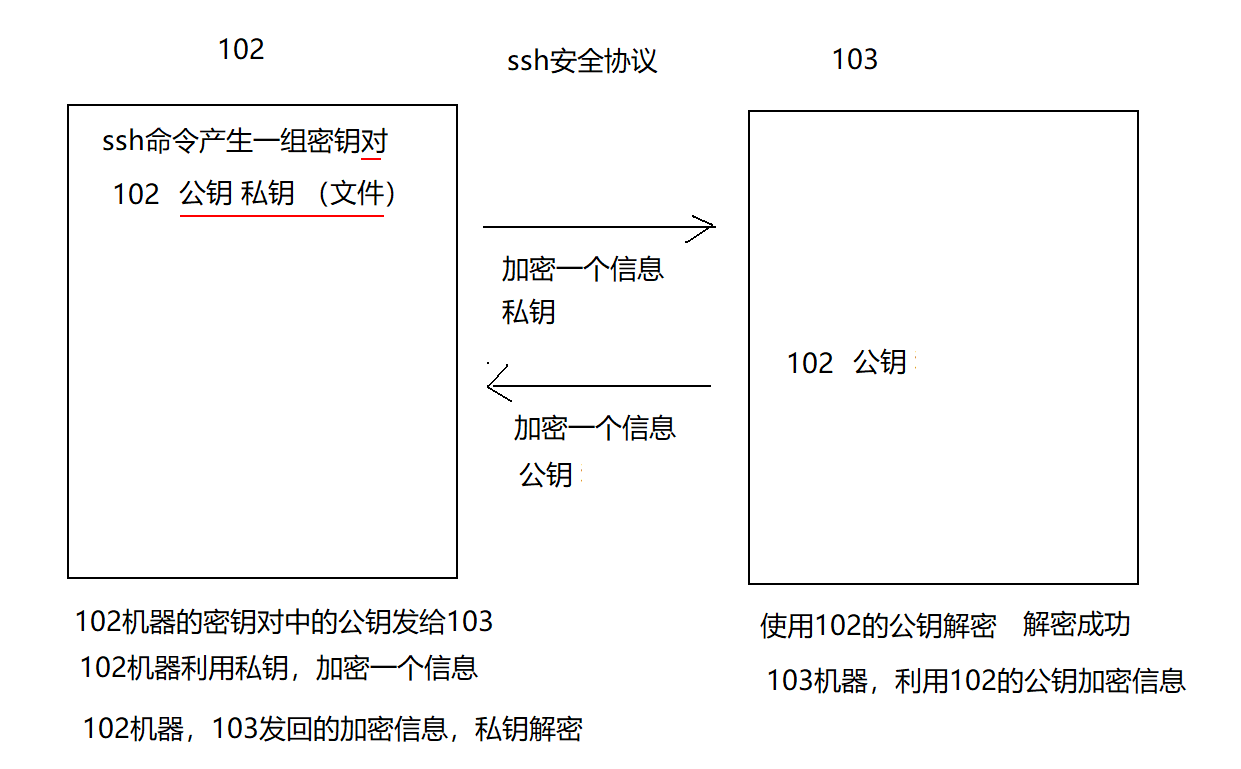 102
ssh安全协议
103
ssh命令产生一组密钥对
102 公钥 私钥 （文件）
加密一个信息
私钥
102 公钥
加密一个信息
公钥
102机器的密钥对中的公钥发给103
102机器利用私钥，加密一个信息
102机器，103发回的加密信息，私钥解密
使用102的公钥解密 解密成功
103机器，利用102的公钥加密信息